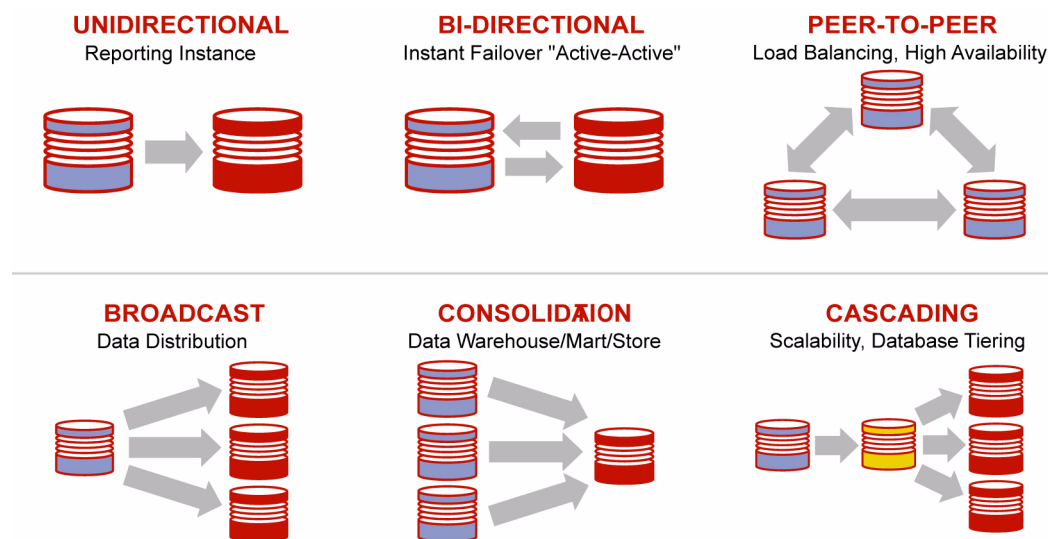 UNIDIRECTIONAL
Reporting Instance
BI-DIRECTIONAL
Instant Failover "Active-Active"
PEER-TO-PEER
Load Balancing, High Availability
BROADCAST
Data Distribution
CONSOLIDATION
Data Warehouse/Mart/Store
CASCADING
Scalability, Database Tiering